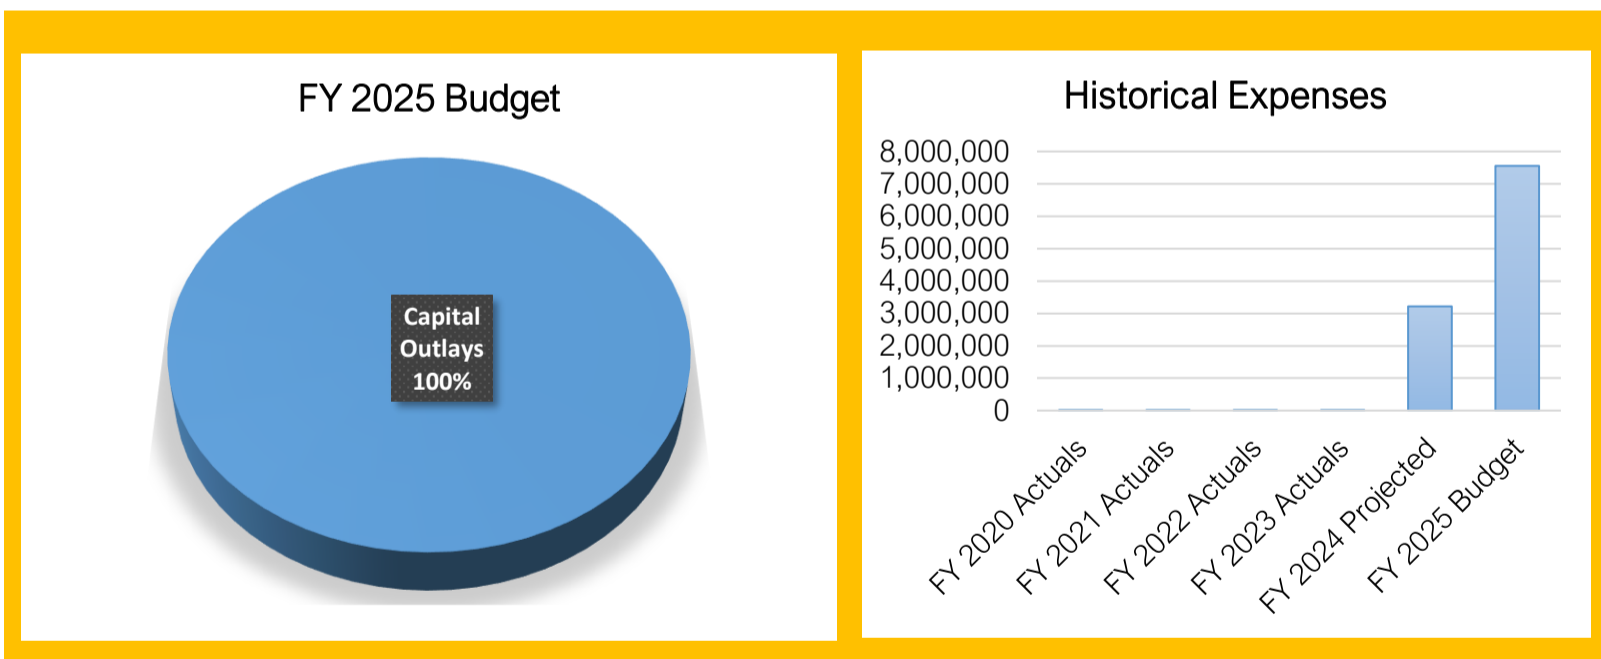 FY 2025 Budget
Capital
Outlays
100%
Historical Expenses
8,000,000
7,000,000
6,000,000
5,000,000
4,000,000
3,000,000
2,000,000
1,000,000
0
FY 2020 Actuals
FY 2021 Actuals
FY 2022 Actuals
FY 2023 Actuals
FY 2024 Projected
FY 2025 Budget